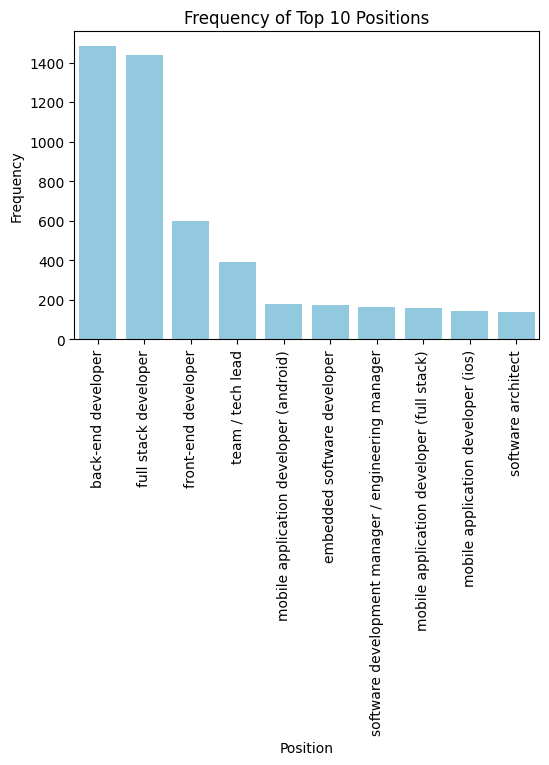 Frequency of Top 10 Positions
Frequency
1400
1200
1000
800
600
400
200
0
back-end developer
full stack developer
front-end developer
team / tech lead
mobile application developer (android)
embedded software developer
software development manager / engineering manager
mobile application developer (full stack)
mobile application developer (ios)
software architect
Position